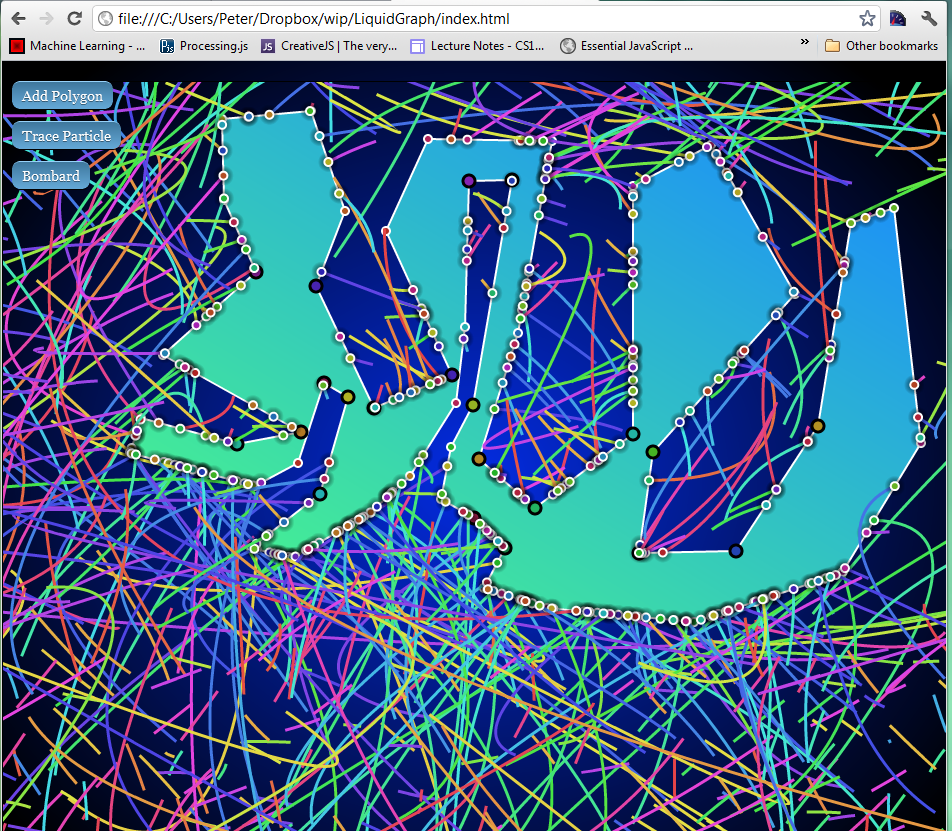 file:///C:/Users/Peter/Dropbox/wip/LiquidGraph/index.html
Machine Learning - ... Processing.js JS CreativeJS | The very... Lecture Notes - CS1... Essential JavaScript ... » Other bookmarks
Add Polygon
Trace Particle
Bombard